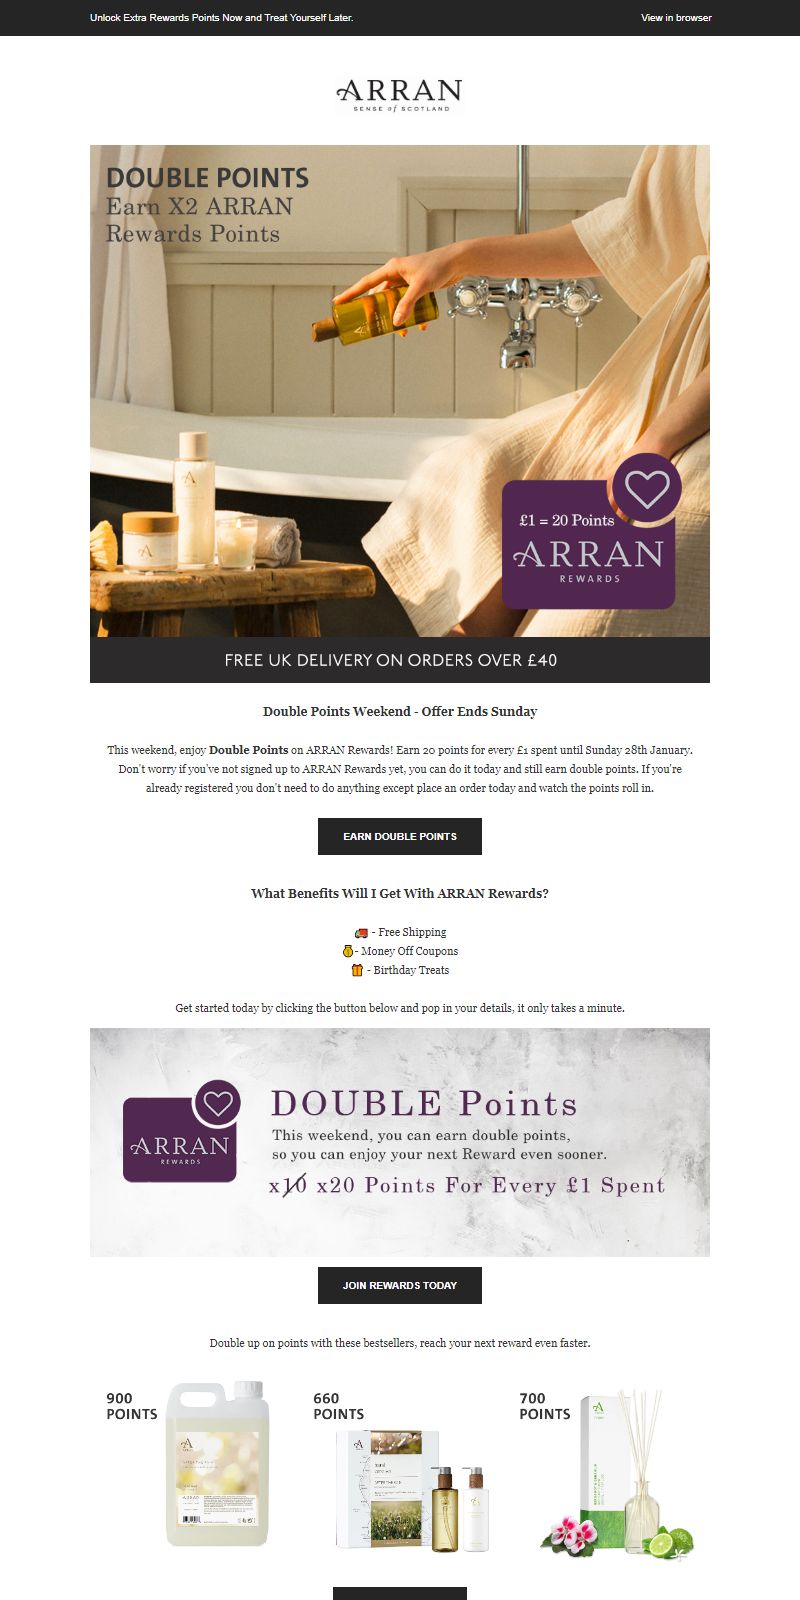 Unlock Extra Rewards Points Now and Treat Yourself Later.
View in browser
ARRAN
SENSE of SCOTLAND
DOUBLE POINTS
Earn X2 ARRAN
Rewards Points
£1 = 20 Points
ARRAN
REWARDS
FREE UK DELIVERY ON ORDERS OVER £40
Double Points Weekend - Offer Ends Sunday
This weekend, enjoy Double Points on ARRAN Rewards! Earn 20 points for every £1 spent until Sunday 28th January.
Don't worry if you've not signed up to ARRAN Rewards yet, you can do it today and still earn double points. If you're
already registered you don't need to do anything except place an order today and watch the points roll in.
EARN DOUBLE POINTS
What Benefits Will I Get With ARRAN Rewards?
🚚 - Free Shipping
💰- Money Off Coupons
🎁 - Birthday Treats
Get started today by clicking the button below and pop in your details, it only takes a minute.
DOUBLE Points
This weekend, you can earn double points,
so you can enjoy your next Reward even sooner.
ARRAN
REWARDS
x10 x20 Points For Every £1 Spent
JOIN REWARDS TODAY
Double up on points with these bestsellers, reach your next reward even faster.
900
POINTS
660
POINTS
700
POINTS
ARRAN